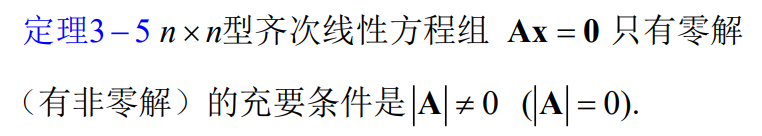 定理3－5 n×n型齐次线性方程组 Ax = 0 只有零解
（有非零解）的充要条件是|A| ≠ 0 (|A| = 0).